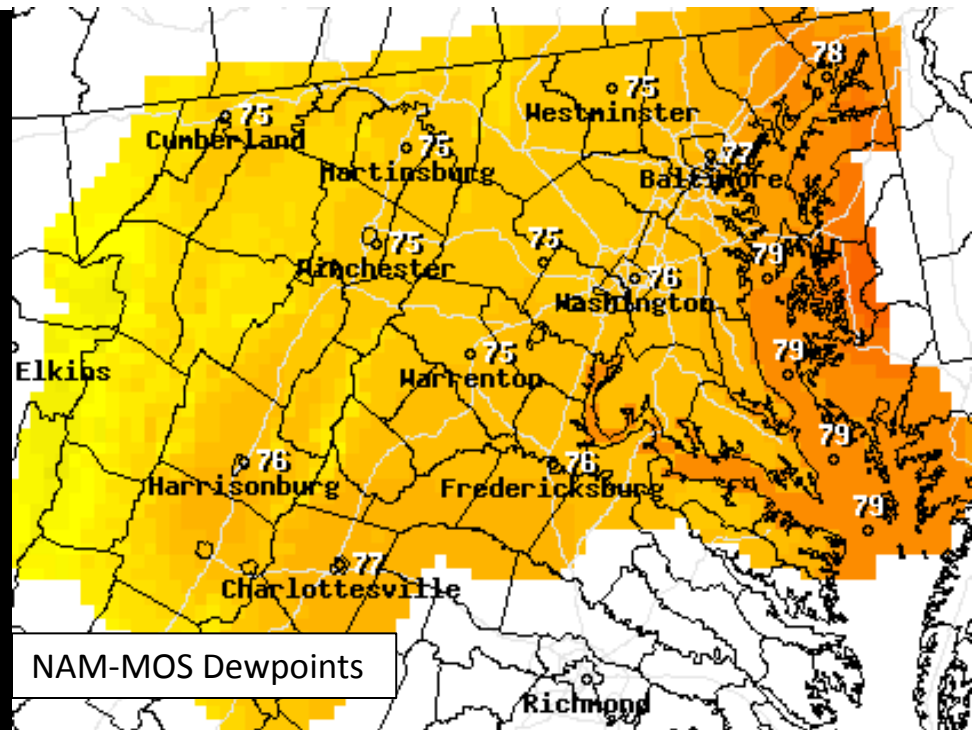 78
75
Westminster
75
Cumberland
75
Martinsburg
77
Baltimore
75
Winchester
75
79
76
Washington
Elkins
75
Warrenton
79
79
76
Harrisonburg
76
Fredericksburg
79
77
Charlottesville
NAM-MOS Dewpoints
Richmond